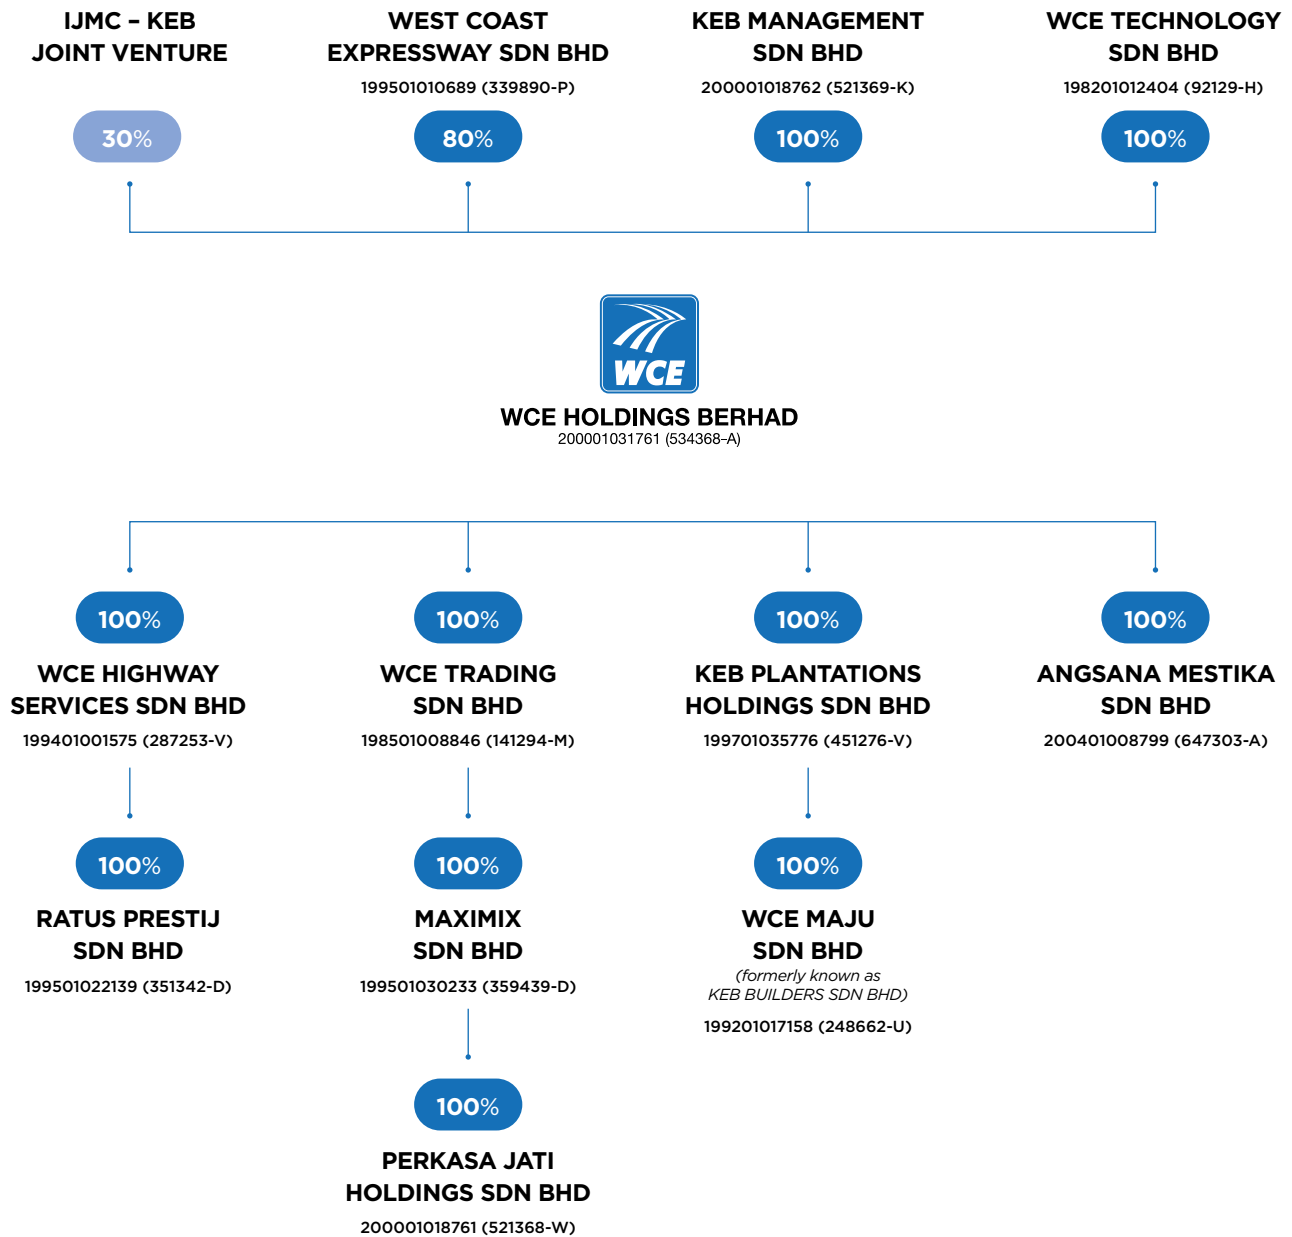 IJMC – KEB
JOINT VENTURE
30%
WEST COAST
EXPRESSWAY SDN BHD
199501010689 (339890-P)
80%
KEB MANAGEMENT
SDN BHD
200001018762 (521369-K)
100%
WCE TECHNOLOGY
SDN BHD
198201012404 (92129-H)
100%
WCE
WCE HOLDINGS BERHAD
200001031761 (534368-A)
100%
WCE HIGHWAY
SERVICES SDN BHD
199401001575 (287253-V)
100%
RATUS PRESTIJ
SDN BHD
199501022139 (351342-D)
100%
WCE TRADING
SDN BHD
198501008846 (141294-M)
100%
MAXIMIX
SDN BHD
199501030233 (359439-D)
100%
PERKASA JATI
HOLDINGS SDN BHD
200001018761 (521368-W)
100%
KEB PLANTATIONS
HOLDINGS SDN BHD
199701035776 (451276-V)
100%
WCE MAJU
SDN BHD
(formerly known as
KEB BUILDERS SDN BHD)
199201017158 (248662-U)
100%
ANGSANA MESTIKA
SDN BHD
200401008799 (647303-A)